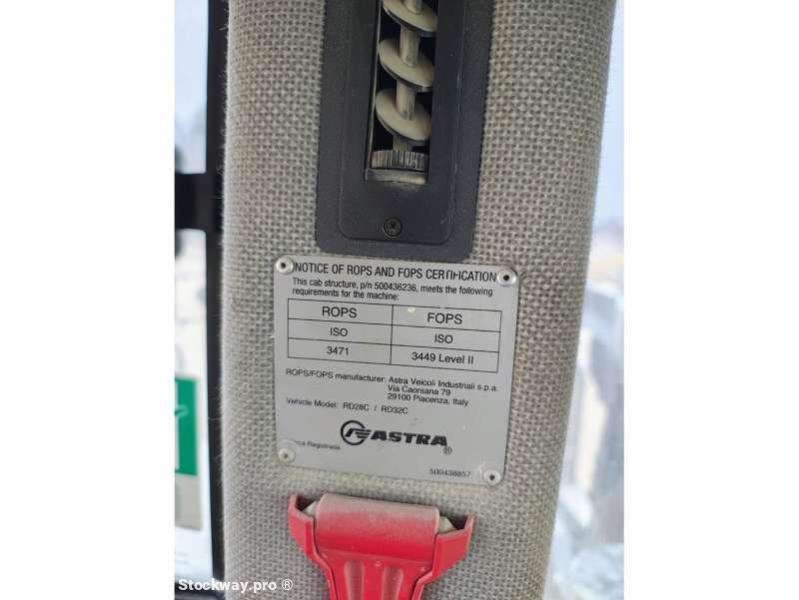 NOTICE OF ROPS AND FOPS CERTIFICATION
This cab structure, p/n 500436236, meets the following
requirements for the machine:
ROPS FOPS
ISO ISO
3471 3449 Level II
ROPS/FOPS manufacturer: Astra Veicoli Industriali s.p.a.
Via Caorsana 79
29100 Piacenza, Italy
Vehicle Model: RD28C / RD32C
ASTRA ®
Registrada
500436857
Stockway.pro ®